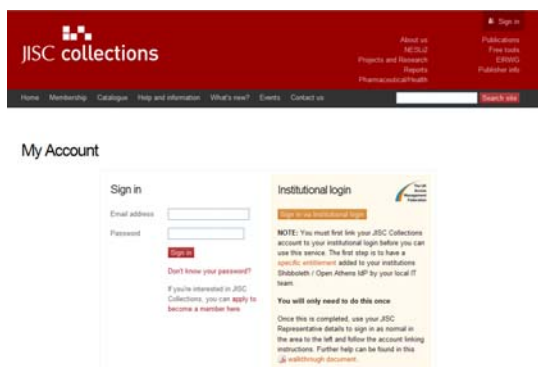 Sign in
JISC collections
About us
NESLi2
Projects and Research
Reports
Pharmaceutical/Health
Publications
Free tools
EIRWG
Publisher info
Home Membership Catalogue Help and information What's new? Events Contact us
Search site
My Account
Sign in
Email address
Password
Sign in
Don't know your password?
If you're interested in JISC
Collections, you can apply to
become a member here.
Institutional login
The UK
Access
Management
Federation
Sign in via Institutional login
NOTE: You must first link your JISC Collections
account to your institutional login before you can
use this service. The first step is to have a
specific entitlement added to your institutions
Shibboleth / Open Athens IdP by your local IT
team.
You will only need to do this once
Once this is completed, use your JISC
Representative details to sign in as normal in
the area to the left and follow the account linking
instructions. Further help can be found in this
walkthrough document.